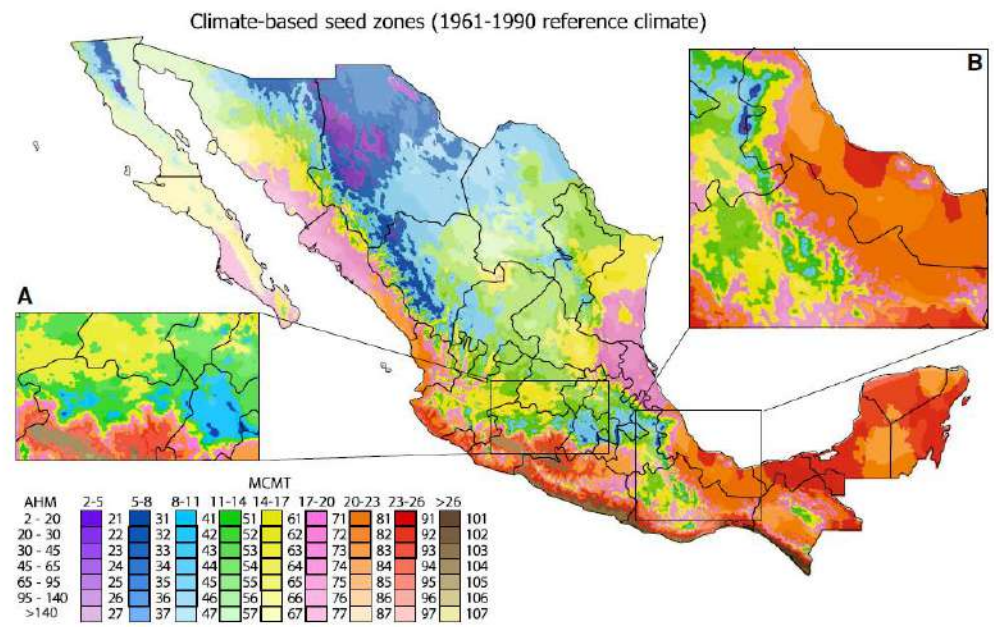 Climate-based seed zones (1961-1990 reference climate)
B
A
MCMT
AHM 2-5 5-8 8-11 11-14 14-17 17-20 20-23 23-26 >26
2 - 20 21 31 41 51 61 71 81 91 101
20 - 30 22 32 42 52 62 72 82 92 102
30 - 45 23 33 43 53 63 73 83 93 103
45 - 65 24 34 44 54 64 74 84 94 104
65 - 95 25 35 45 55 65 75 85 95 105
95 - 140 26 36 46 56 66 76 86 96 106
>140 27 37 47 57 67 77 87 97 107